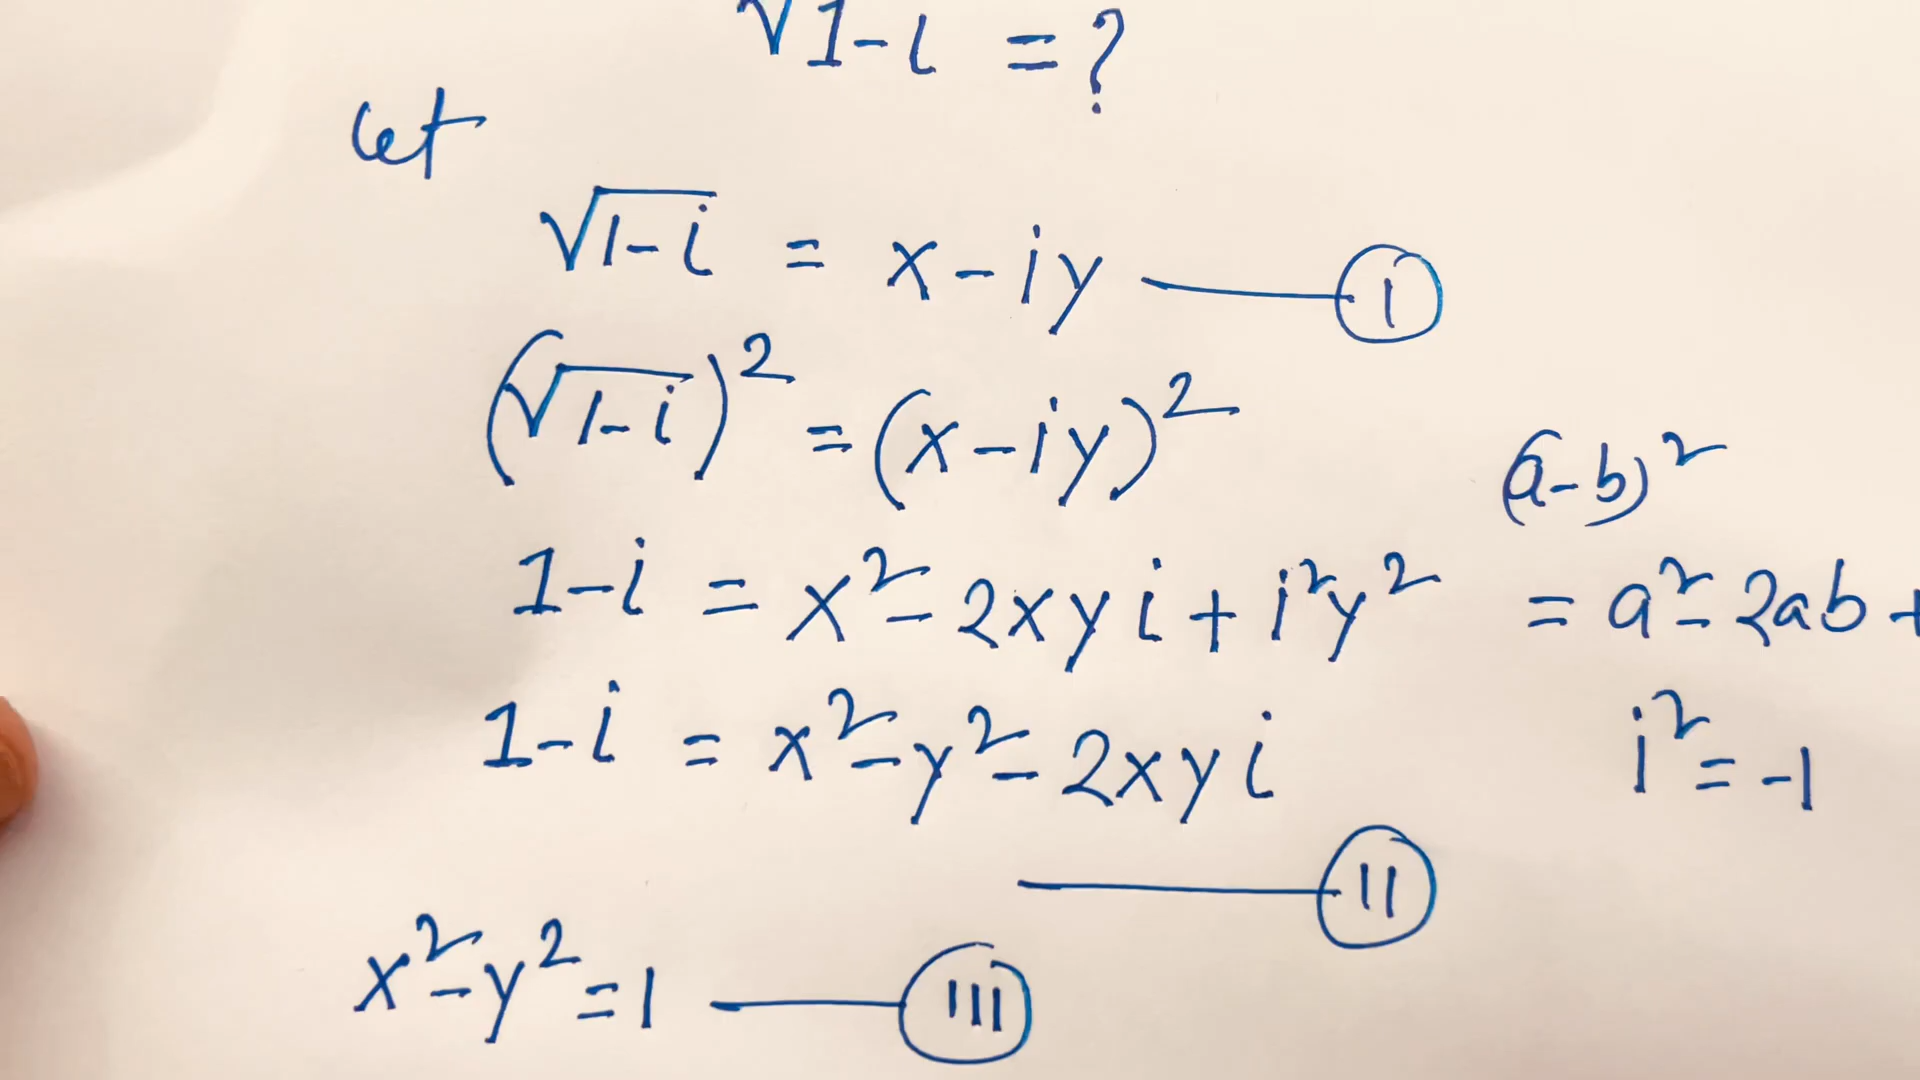 √1-i = ?
let
√1-i = x-iy — I
(√1-i)² = (x-iy)²
(a-b)²
1-i = x²-2xyi+i²y²
= a²-2ab+
1-i = x²-y²-2xyi
i²=-1
— II
x²-y²=1 — III